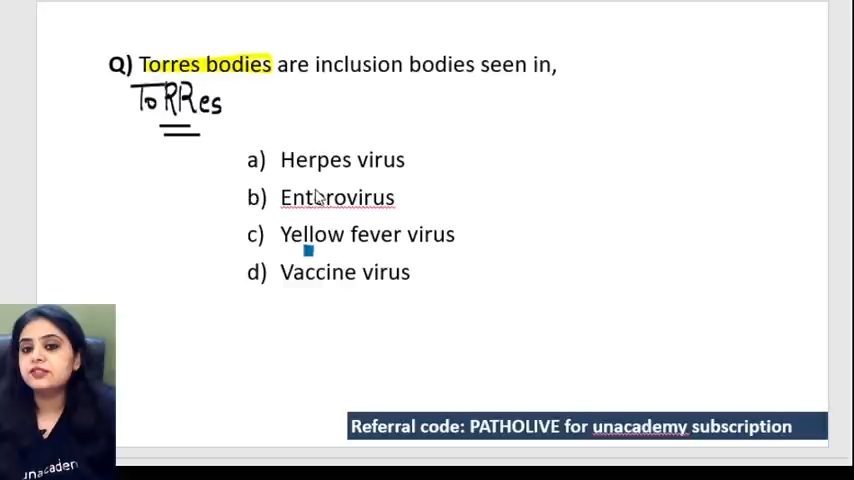 Q) Torres bodies are inclusion bodies seen in,
ToRRes
a) Herpes virus
b) Enterovirus
c) Yellow fever virus
d) Vaccine virus
unacaden
Referral code: PATHOLIVE for unacademy subscription